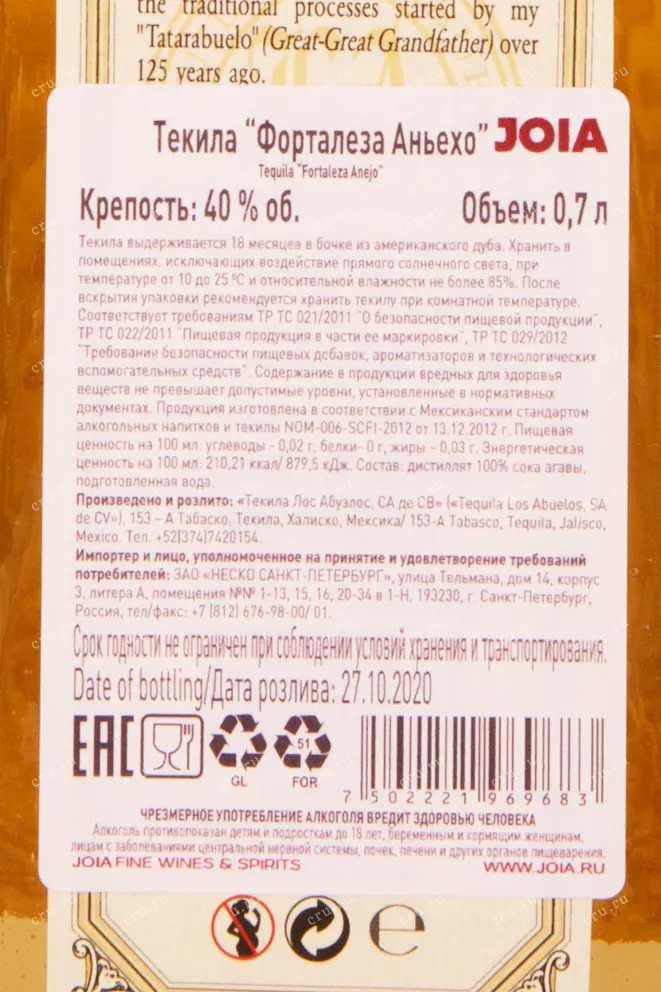 the traditional processes started by my
"Tatarabuelo" (Great-Great Grandfather) over
125 years ago.
Текила "Форталеза Аньехо" JOIA
Tequila "Fortaleza Anejo"
Крепость: 40 % об. Объем: 0,7 л
Текила выдерживается 18 месяцев в бочке из американского дуба. Хранить в
помещениях, исключающих воздействие прямого солнечного света, при
температуре от 10 до 25 ºС и относительной влажности не более 85%. После
вскрытия упаковки рекомендуется хранить текилу при комнатной температуре.
Соответствует требованиям ТР ТС 021/2011 "О безопасности пищевой продукции",
ТР ТС 022/2011 "Пищевая продукция в части ее маркировки", ТР ТС 029/2012
"Требования безопасности пищевых добавок, ароматизаторов и технологических
вспомогательных средств". Содержание в продукции вредных для здоровья
веществ не превышает допустимые уровни, установленные в нормативных
документах. Продукция изготовлена в соответствии с Мексиканским стандартом
алкогольных напитков и текилы NOM-006-SCFI-2012 от 13.12.2012 г. Пищевая
ценность на 100 мл: углеводы - 0,02 г, белки- 0 г, жиры - 0,03 г. Энергетическая
ценность на 100 мл: 210,21 ккал/ 879,5 кДж. Состав: дистиллят 100% сока агавы,
подготовленная вода.
Произведено и розлито: «Текила Лос Абуэлос, СА де СВ» («Tequila Los Abuelos, SA
de CV»), 153 – А Табаско, Текила, Халиско, Мексика/ 153-A Tabasco, Tequila, Jalisco,
Mexico. Тел. +52(374)7420154.
Импортер и лицо, уполномоченное на принятие и удовлетворение требований
потребителей: ЗАО «НЕСКО САНКТ-ПЕТЕРБУРГ», улица Тельмана, дом 14, корпус
3, литера А, помещения №№ 1-13, 15, 16, 20-34 в 1-Н, 193230, г. Санкт-Петербург,
Россия, тел/факс: +7 (812) 676-98-00/ 01.
Срок годности не ограничен при соблюдении условий хранения и транспортирования.
Date of bottling/Дата розлива: 27.10.2020
EAC GL 51 FOR
7 502221 969683
ЧРЕЗМЕРНОЕ УПОТРЕБЛЕНИЕ АЛКОГОЛЯ ВРЕДИТ ЗДОРОВЬЮ ЧЕЛОВЕКА
Алкоголь противопоказан детям и подросткам до 18 лет, беременным и кормящим женщинам,
лицам с заболеваниями центральной нервной системы, почек, печени и других органов пищеварения.
JOIA FINE WINES & SPIRITS WWW.JOIA.RU
℮